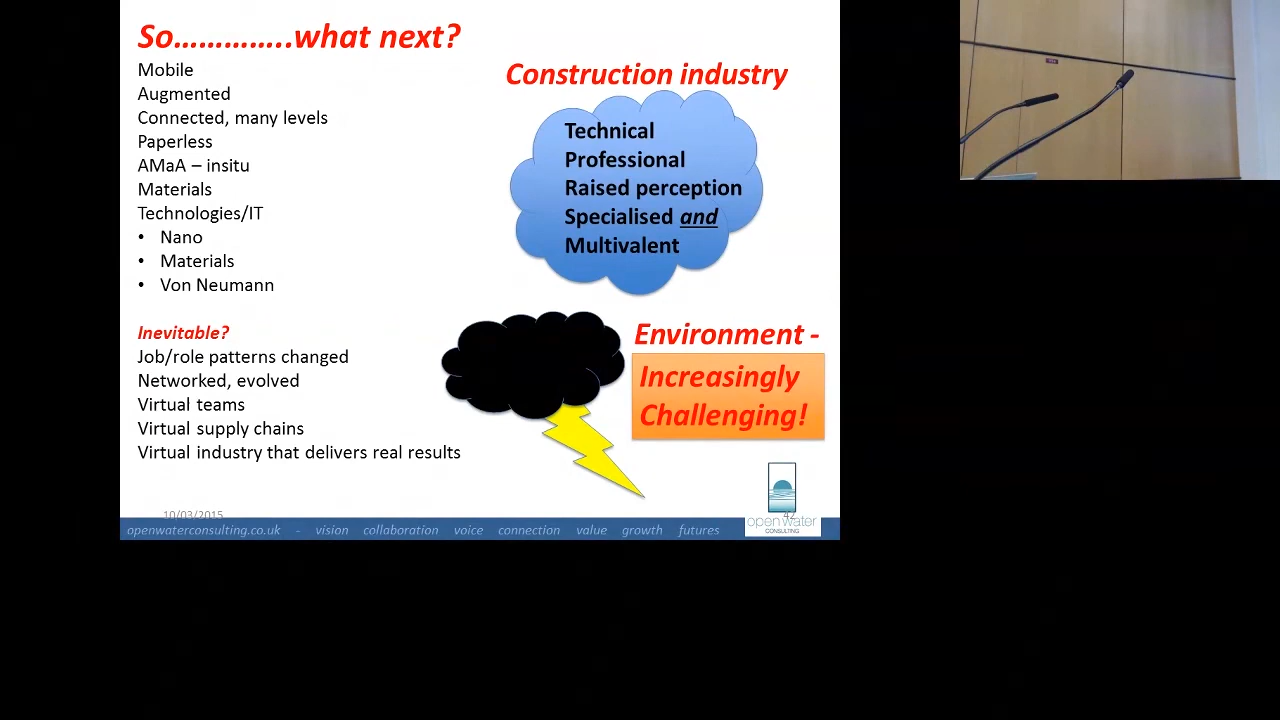 So…………..what next?
Mobile
Augmented
Connected, many levels
Paperless
AMaA – insitu
Materials
Technologies/IT
• Nano
• Materials
• Von Neumann
Inevitable?
Job/role patterns changed
Networked, evolved
Virtual teams
Virtual supply chains
Virtual industry that delivers real results
Construction industry
Technical
Professional
Raised perception
Specialised and
Multivalent
Environment -
Increasingly
Challenging!
10/03/2015
42
openwaterconsulting.co.uk - vision collaboration voice connection value growth futures
open water
CONSULTING